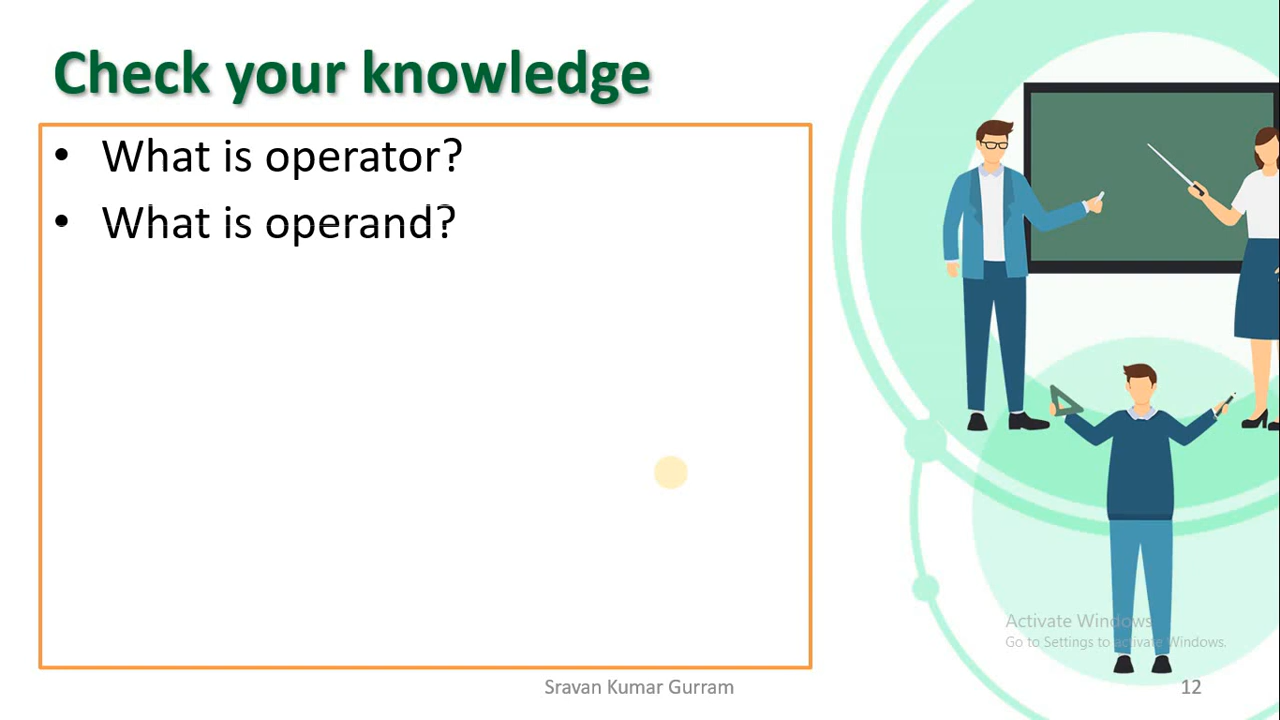 Check your knowledge
• What is operator?
• What is operand?
Activate Windows
Go to Settings to activate Windows.
Sravan Kumar Gurram
12